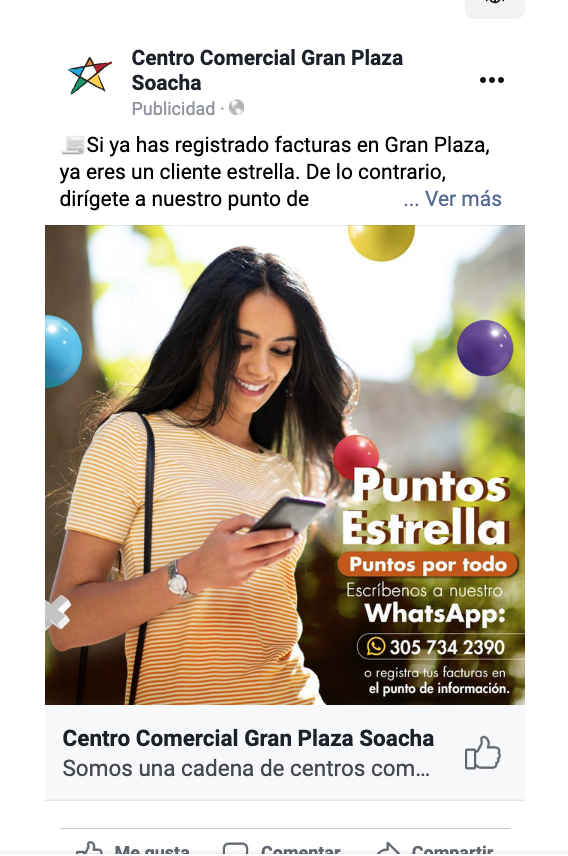 Centro Comercial Gran Plaza
Soacha
Publicidad ·
Si ya has registrado facturas en Gran Plaza,
ya eres un cliente estrella. De lo contrario,
dirígete a nuestro punto de ... Ver más
Puntos
Estrella
Puntos por todo
Escríbenos a nuestro
WhatsApp:
305 734 2390
o registra tus facturas en
el punto de información.
Centro Comercial Gran Plaza Soacha
Somos una cadena de centros com...
Me gusta Comentar Compartir